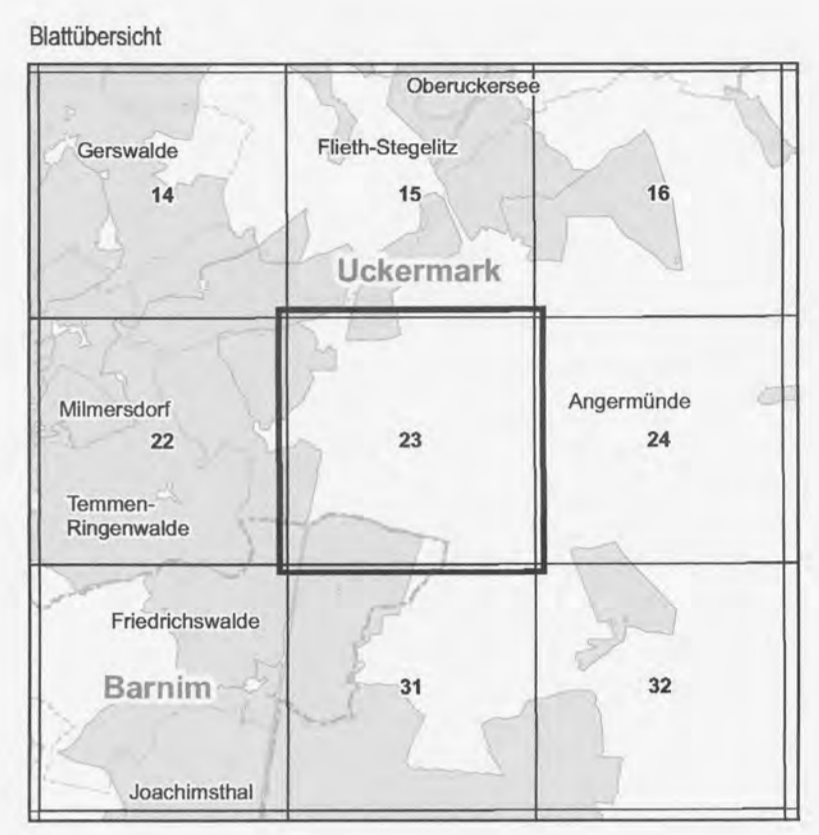 Blattübersicht
Oberuckersee
Gerswalde
Flieth-Stegelitz
14
15
16
Uckermark
Milmersdorf
Angermünde
22
23
24
Temmen-
Ringenwalde
Friedrichswalde
Barnim
31
32
Joachimsthal